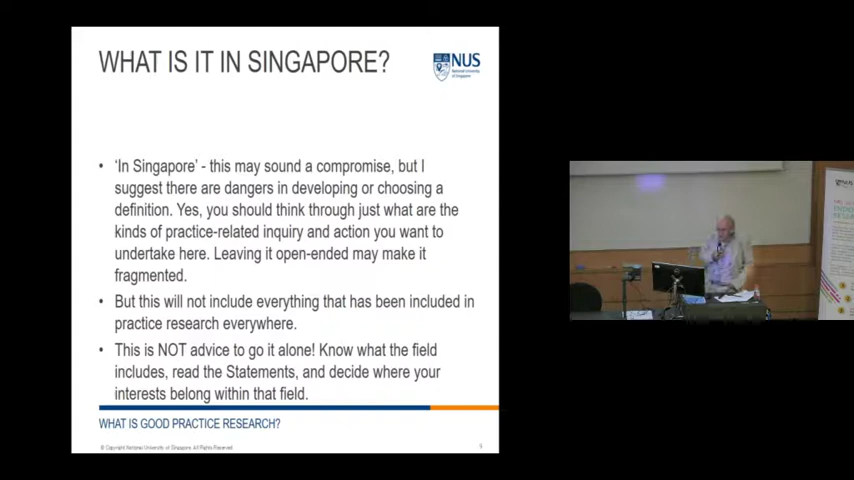 WHAT IS IT IN SINGAPORE?
NUS
National University
of Singapore
• 'In Singapore' - this may sound a compromise, but I
suggest there are dangers in developing or choosing a
definition. Yes, you should think through just what are the
kinds of practice-related inquiry and action you want to
undertake here. Leaving it open-ended may make it
fragmented.
• But this will not include everything that has been included in
practice research everywhere.
• This is NOT advice to go it alone! Know what the field
includes, read the Statements, and decide where your
interests belong within that field.
WHAT IS GOOD PRACTICE RESEARCH?
© Copyright National University of Singapore. All Rights Reserved